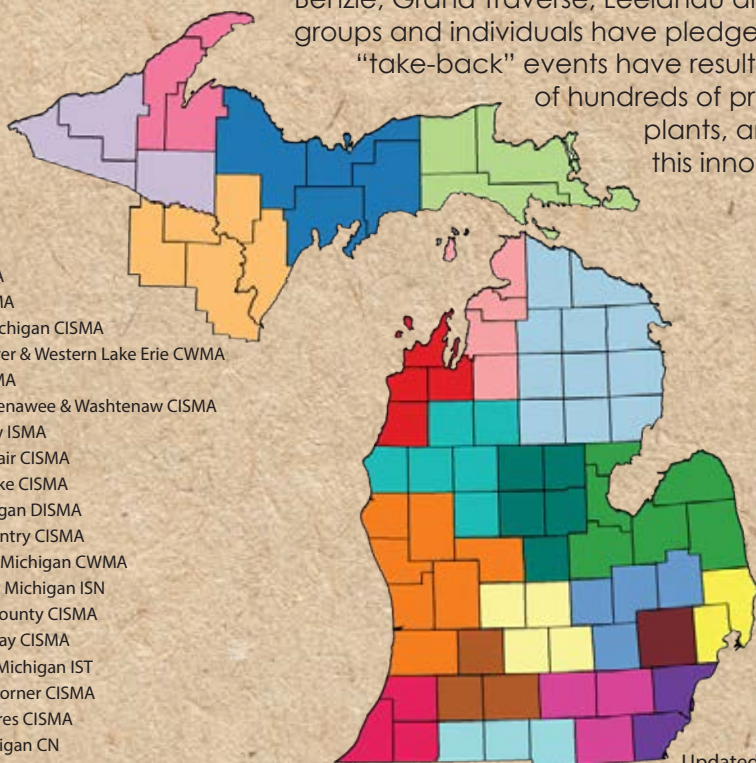 Benzie, Grand Traverse, Leelanau
groups and individuals have pledge
“take-back” events have result
of hundreds of pr
plants, a
this inno
A
MA
chigan CISMA
er & Western Lake Erie CWMA
MA
enawee & Washtenaw CISMA
y ISMA
air CISMA
ke CISMA
gan DISMA
ntry CISMA
Michigan CWMA
Michigan ISN
ounty CISMA
ay CISMA
Michigan IST
orner CISMA
res CISMA
igan CN
Updated